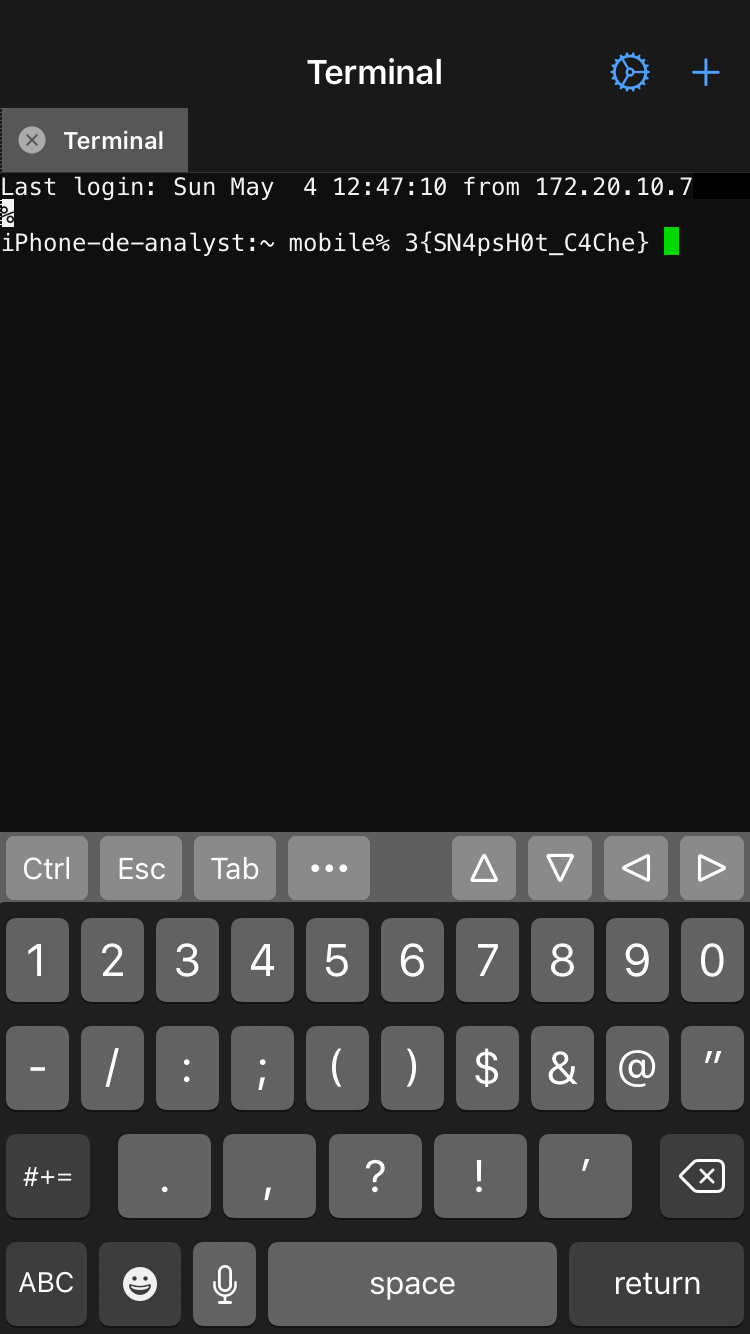 Terminal
Terminal
Last login: Sun May  4 12:47:10 from 172.20.10.7
%
iPhone-de-analyst:~ mobile% 3{SN4psH0t_C4Che}
Ctrl Esc Tab •••
1 2 3 4 5 6 7 8 9 0
- / : ; ( ) $ & @ "
#+= . , ? ! '
ABC space return